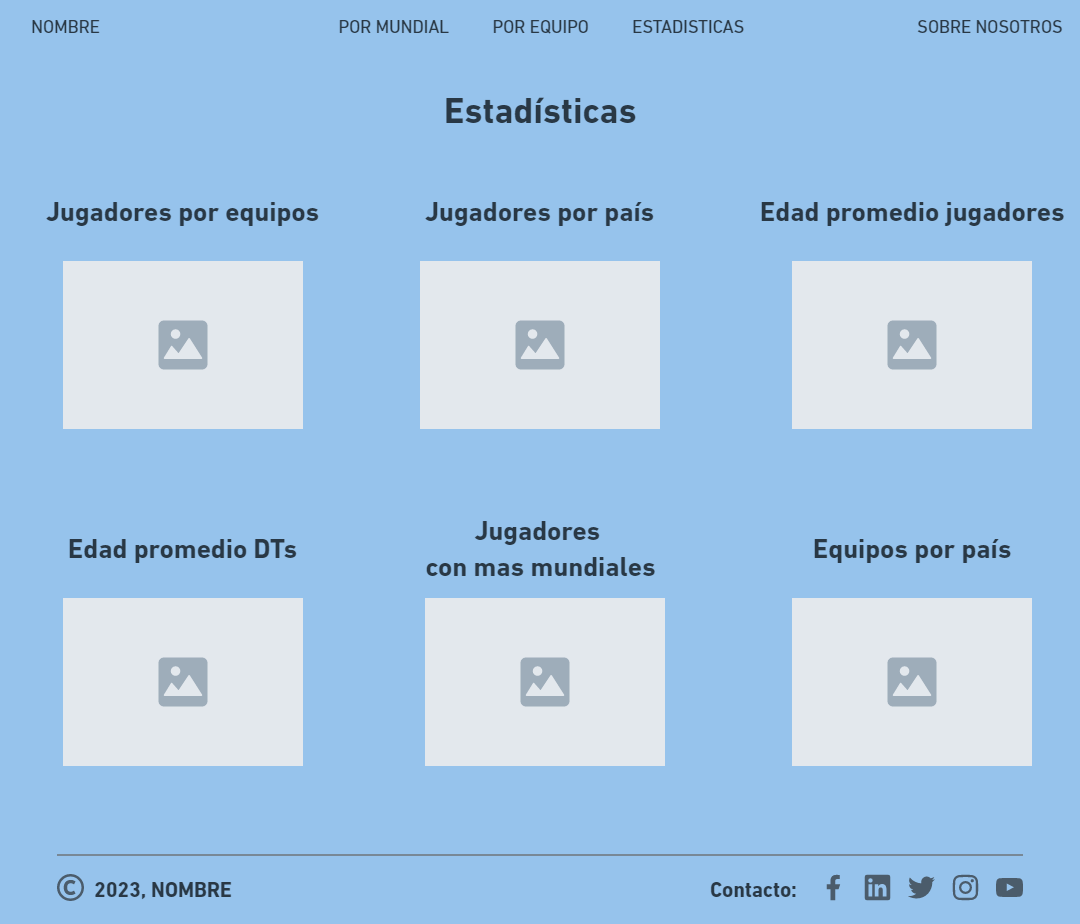 NOMBRE POR MUNDIAL POR EQUIPO ESTADISTICAS SOBRE NOSOTROS
Estadísticas
Jugadores por equipos Jugadores por país Edad promedio jugadores
Edad promedio DTs
Jugadores
con mas mundiales
Equipos por país
© 2023, NOMBRE Contacto: